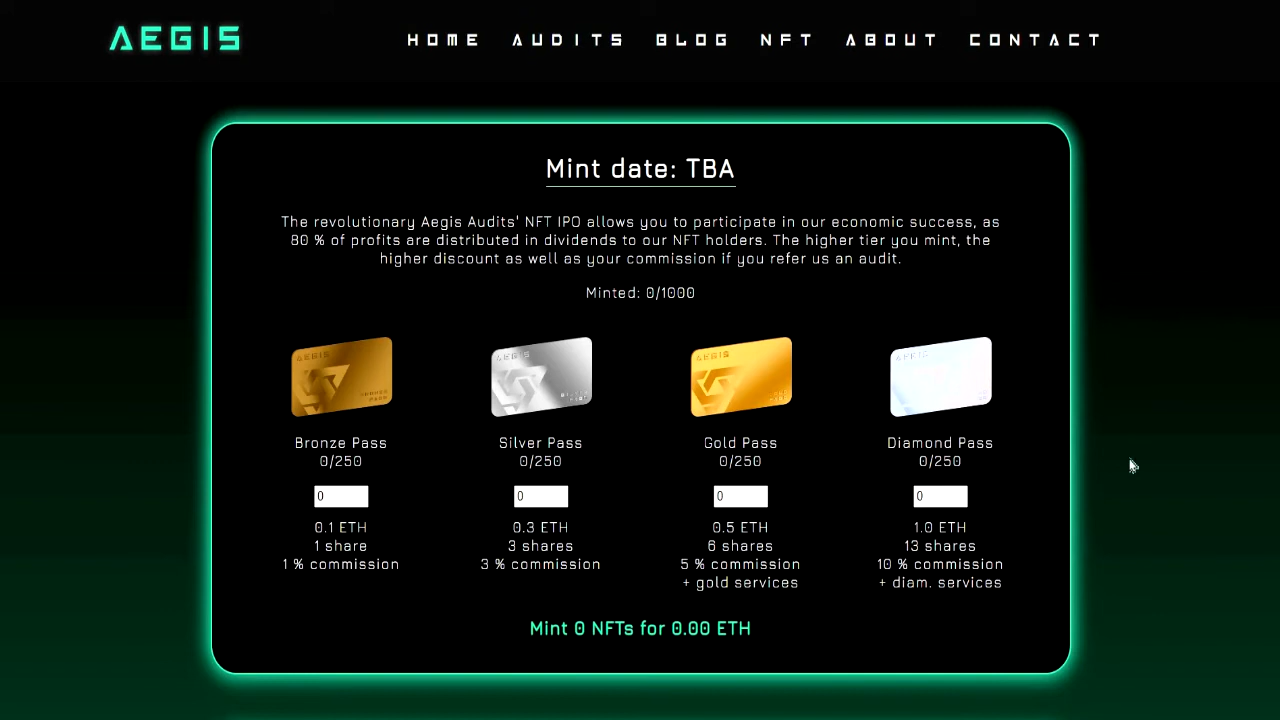 AEGIS
HOME AUDITS BLOG NFT ABOUT CONTACT
Mint date: TBA
The revolutionary Aegis Audits' NFT IPO allows you to participate in our economic success, as
80 % of profits are distributed in dividends to our NFT holders. The higher tier you mint, the
higher discount as well as your commission if you refer us an audit.
Minted: 0/1000
AEGIS AEGIS AEGIS AEGIS
Bronze Pass Silver Pass Gold Pass Diamond Pass
0/250 0/250 0/250 0/250
0 0 0 0
0.1 ETH 0.3 ETH 0.5 ETH 1.0 ETH
1 share 3 shares 6 shares 13 shares
1 % commission 3 % commission 5 % commission 10 % commission
+ gold services + diam. services
Mint 0 NFTs for 0.00 ETH